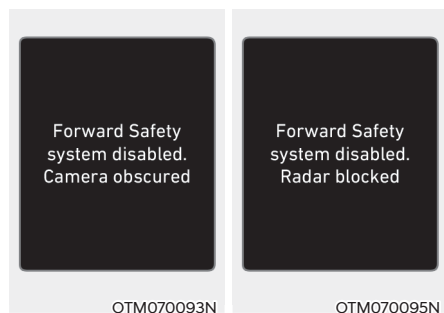 Forward Safety
system disabled.
Camera obscured
OTM070093N
Forward Safety
system disabled.
Radar blocked
OTM070095N